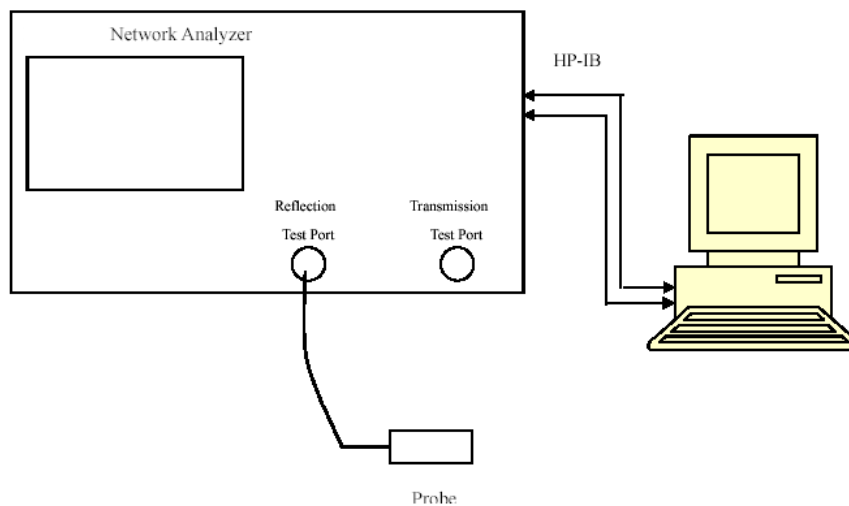 Network Analyzer
HP-IB
Reflection
Test Port
Transmission
Test Port
Probe